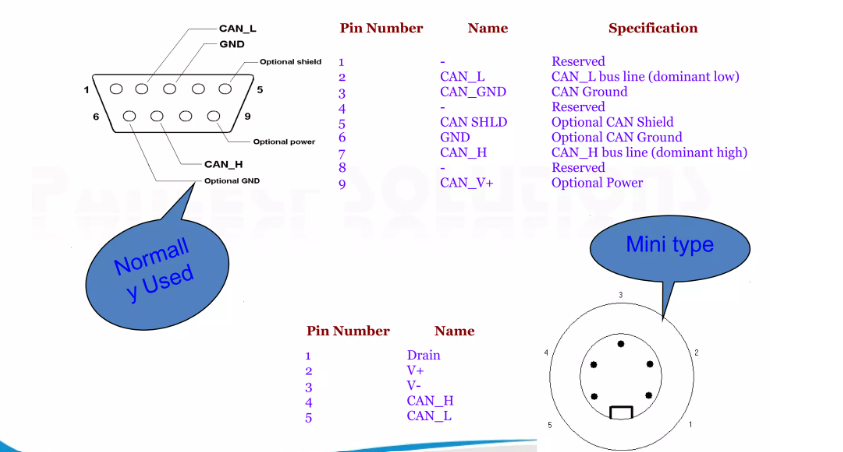 CAN_L
GND
Optional shield
1
5
6
9
Optional power
CAN_H
Optional GND
Normall
y Used
Pin Number Name Specification
1 - Reserved
2 CAN_L CAN_L bus line (dominant low)
3 CAN_GND CAN Ground
4 - Reserved
5 CAN SHLD Optional CAN Shield
6 GND Optional CAN Ground
7 CAN_H CAN_H bus line (dominant high)
8 - Reserved
9 CAN_V+ Optional Power
Mini type
Pin Number Name
1 Drain
2 V+
3 V-
4 CAN_H
5 CAN_L
3
4
2
5
1